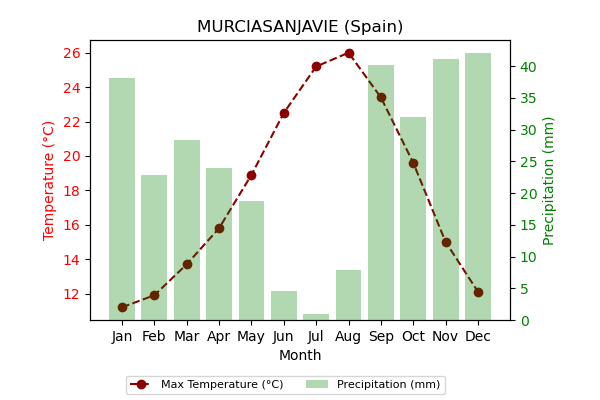 MURCIASANJAVIE (Spain)
Temperature (°C)
26
24
22
20
18
16
14
12
40
35
30
25
20
15
10
5
0
Precipitation (mm)
Jan Feb Mar Apr May Jun Jul Aug Sep Oct Nov Dec
Month
Max Temperature (°C) Precipitation (mm)